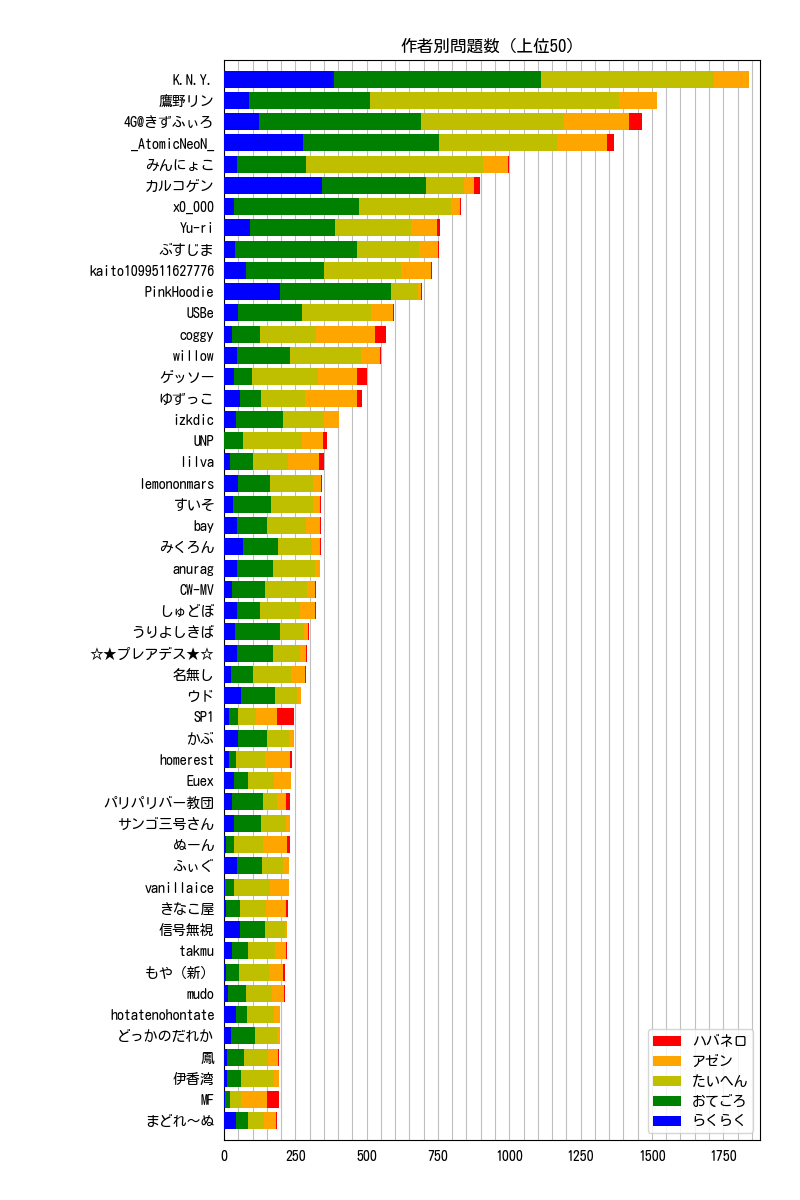 作者別問題数（上位50）
K.N.Y.
鷹野リン
4G@きずふぃろ
_AtomicNeoN_
みんにょこ
カルコゲン
x0_000
Yu-ri
ぶすじま
kaito1099511627776
PinkHoodie
USBe
coggy
willow
ゲッソー
ゆずっこ
izkdic
UNP
lilva
lemononmars
すいそ
bay
みくろん
anurag
CW-MV
しゅどぼ
うりよしきば
☆★プレアデス★☆
名無し
ウド
SP1
かぶ
homerest
Euex
パリパリバー教団
サンゴ三号さん
ぬーん
ふぃぐ
vanillaice
きなこ屋
信号無視
takmu
もや（新）
mudo
hotatenohontate
どっかのだれか
鳳
伊香湾
MF
まどれ～ぬ
ハバネロ
アゼン
たいへん
おてごろ
らくらく
0 250 500 750 1000 1250 1500 1750